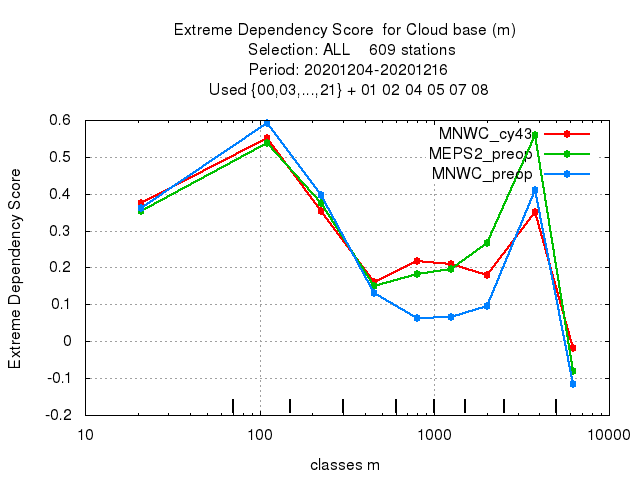 Extreme Dependency Score for Cloud base (m)
Selection: ALL 609 stations
Period: 20201204-20201216
Used {00,03,...,21} + 01 02 04 05 07 08
Extreme Dependency Score
0.6
0.5
0.4
0.3
0.2
0.1
0
-0.1
-0.2
MNWC_cy43
MEPS2_preop
MNWC_preop
10
100
1000
10000
classes m